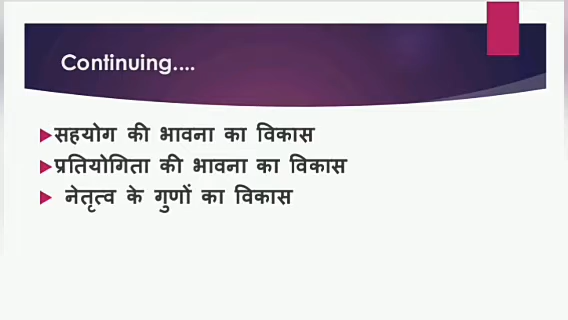 Continuing....
सहयोग की भावना का विकास
प्रतियोगिता की भावना का विकास
नेतृत्व के गुणों का विकास